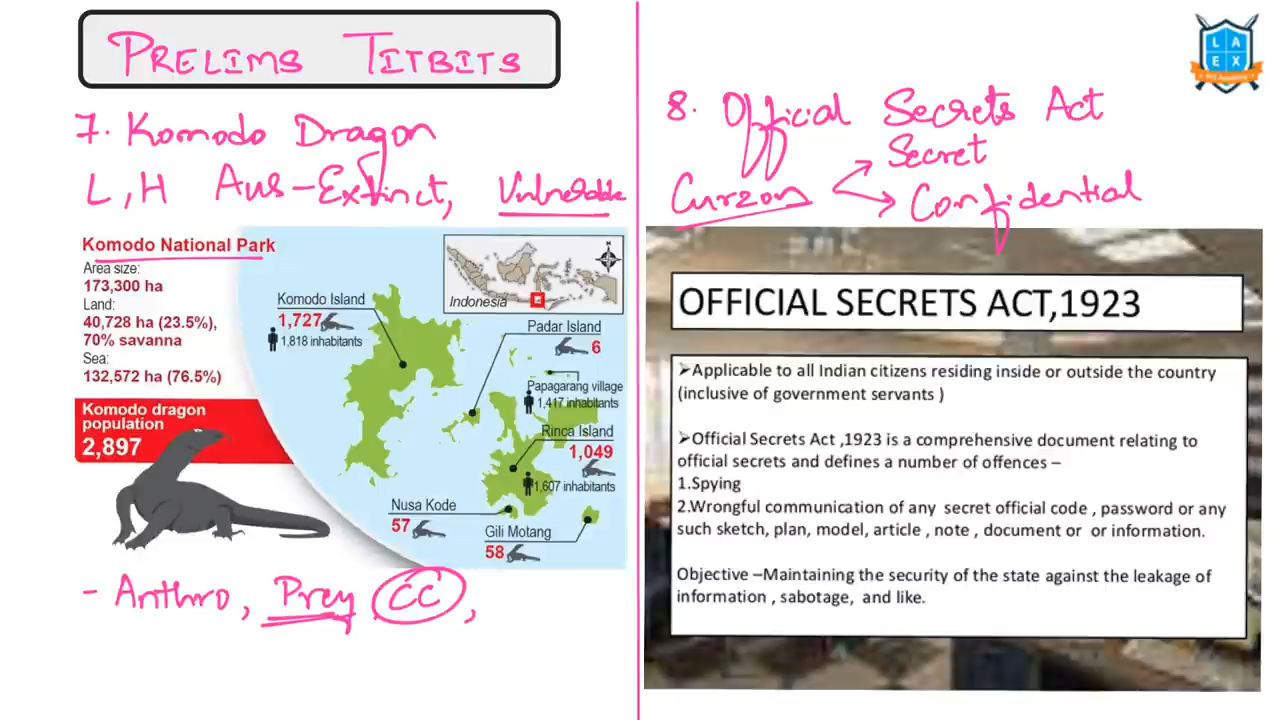 PRELIMS TITBITS
7. Komodo Dragon
L, H Aus-Extinct, Vulnerable
Komodo National Park
Area size:
173,300 ha
Land:
40,728 ha (23.5%),
70% savanna
Sea:
132,572 ha (76.5%)
Komodo dragon
population
2,897
Indonesia
N
Komodo Island
1,727
1,818 inhabitants
Padar Island
6
Papagarang village
1,417 inhabitants
Rinca Island
1,049
1,607 inhabitants
Nusa Kode
57
Gili Motang
58
- Anthro, Prey CC,
8. Official Secrets Act
Secret
Curzon
Confidential
OFFICIAL SECRETS ACT,1923
➢Applicable to all Indian citizens residing inside or outside the country
(inclusive of government servants )
➢Official Secrets Act ,1923 is a comprehensive document relating to
official secrets and defines a number of offences –
1.Spying
2.Wrongful communication of any secret official code , password or any
such sketch, plan, model, article , note , document or or information.
Objective –Maintaining the security of the state against the leakage of
information , sabotage, and like.
L A
E X